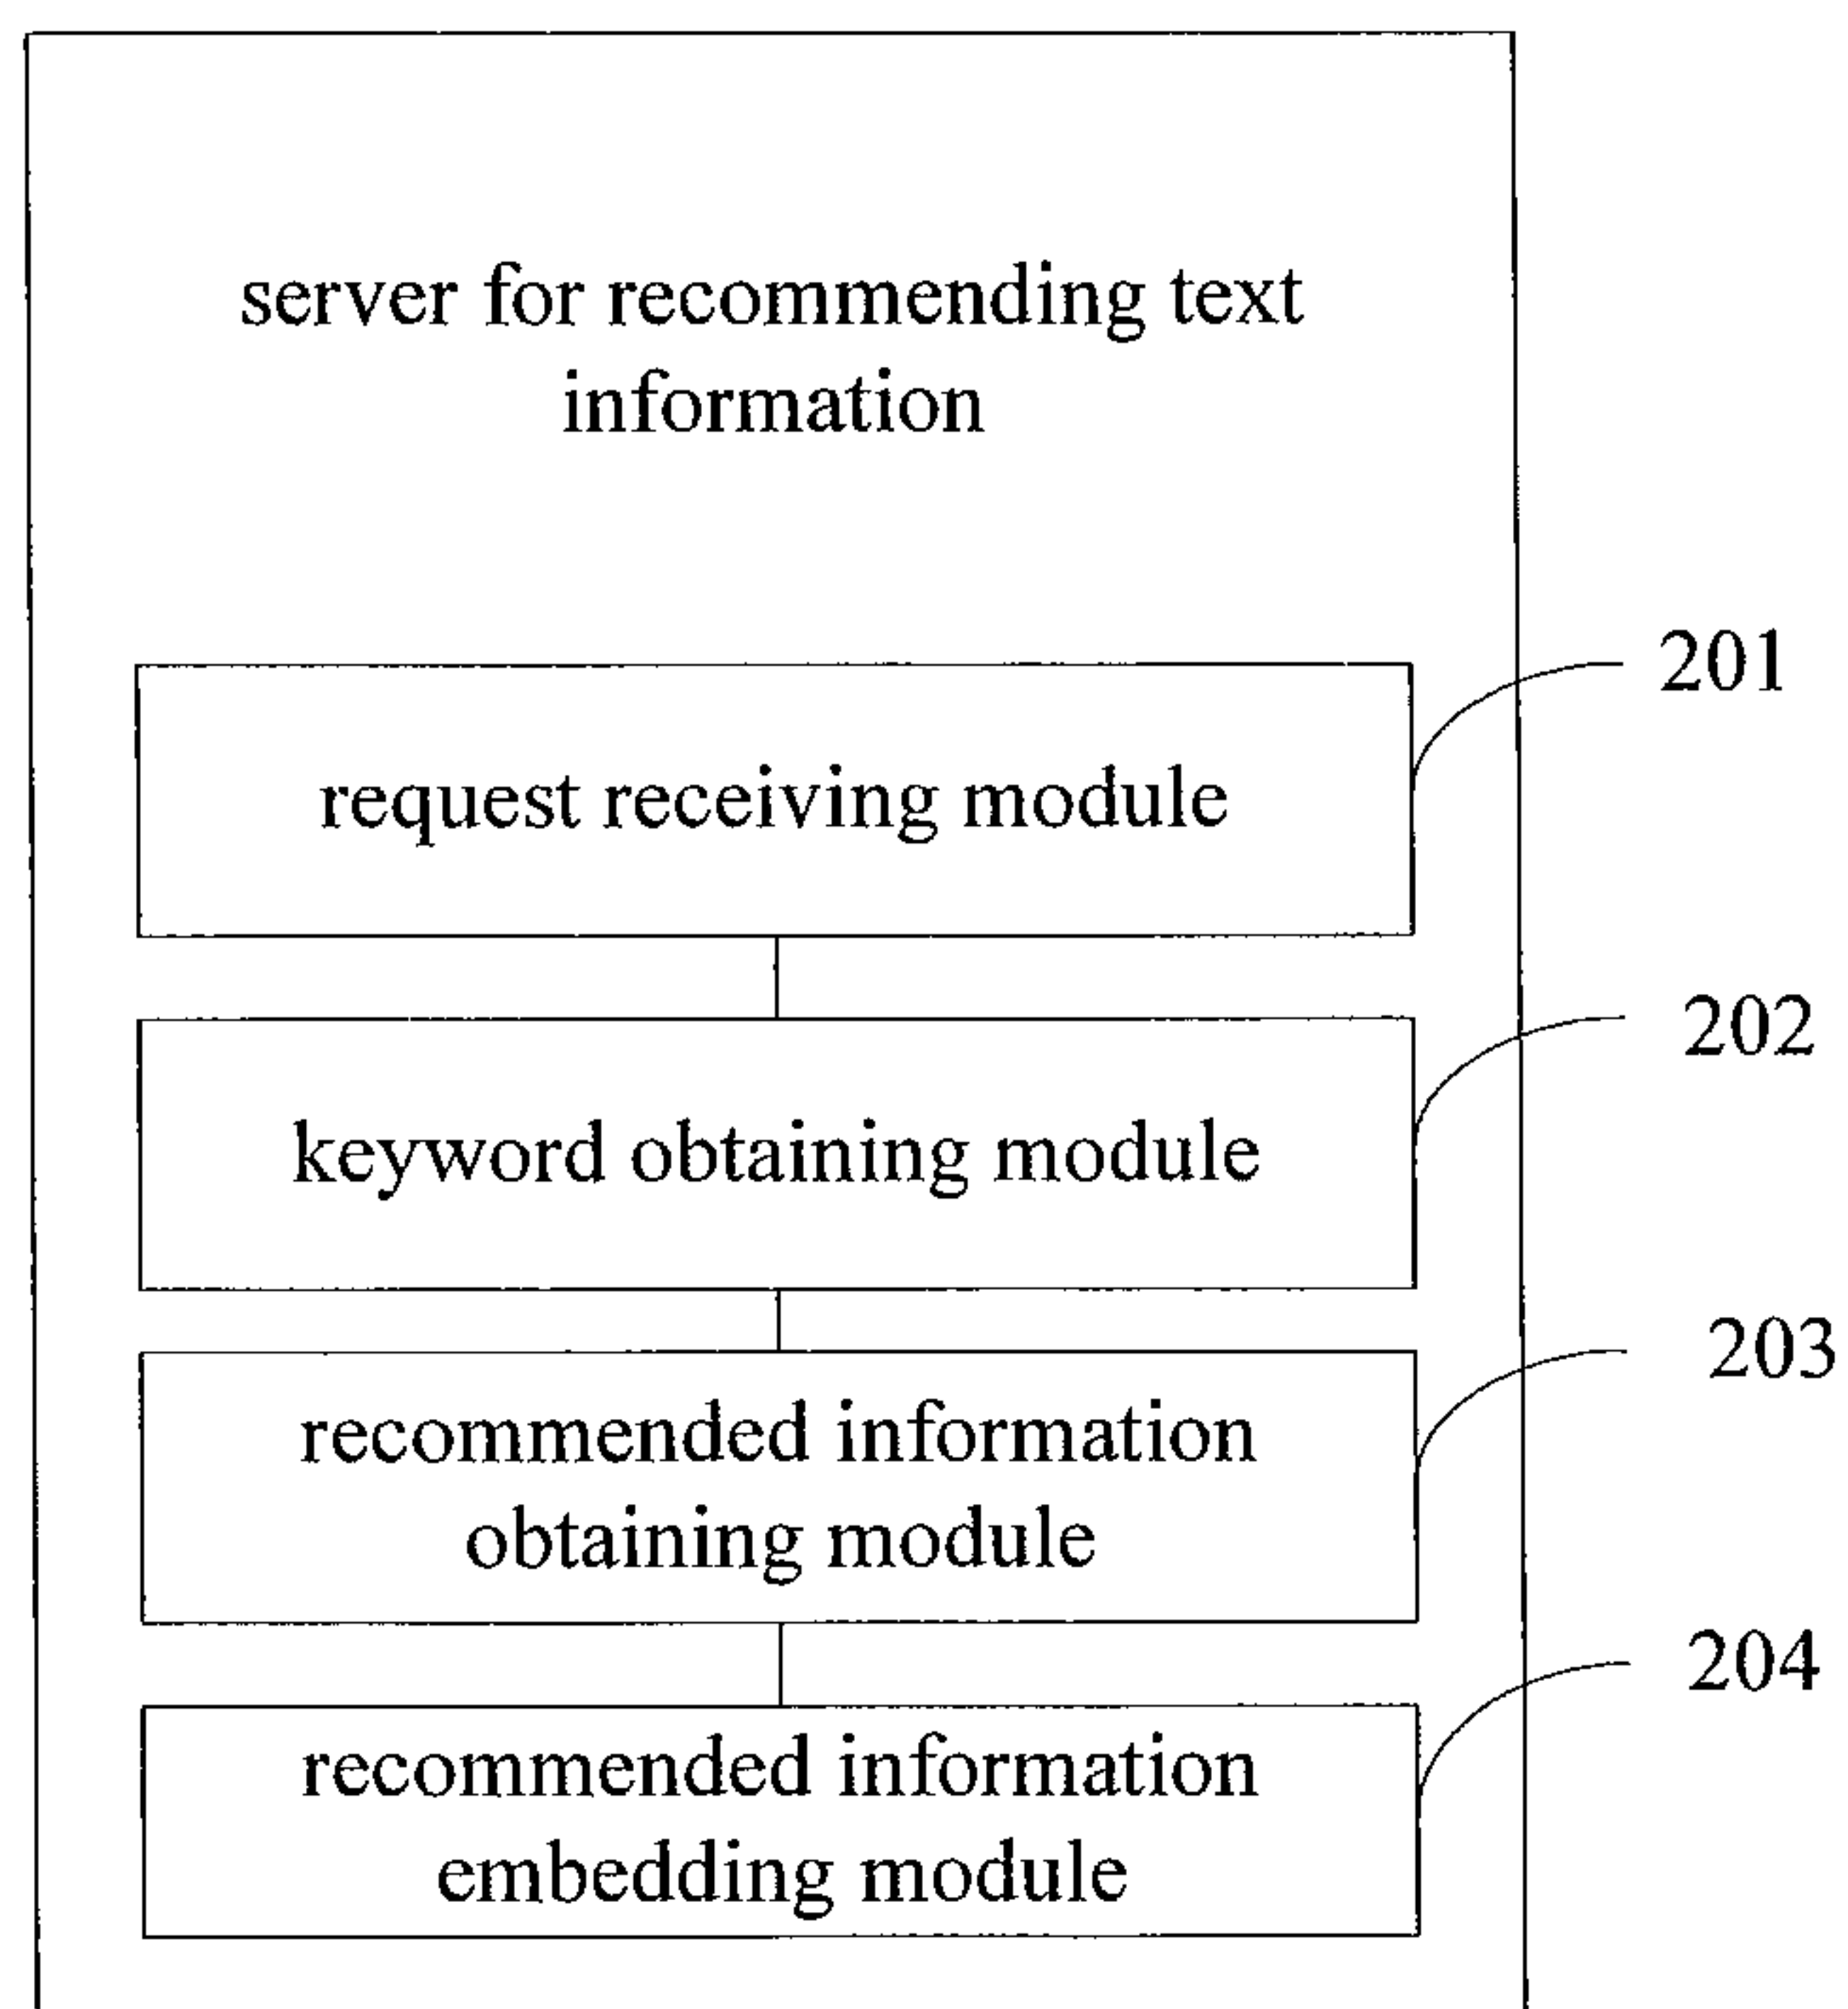 server for recommending text
information
201
request receiving module
202
keyword obtaining module
203
recommended information
obtaining module
204
recommended information
embedding module